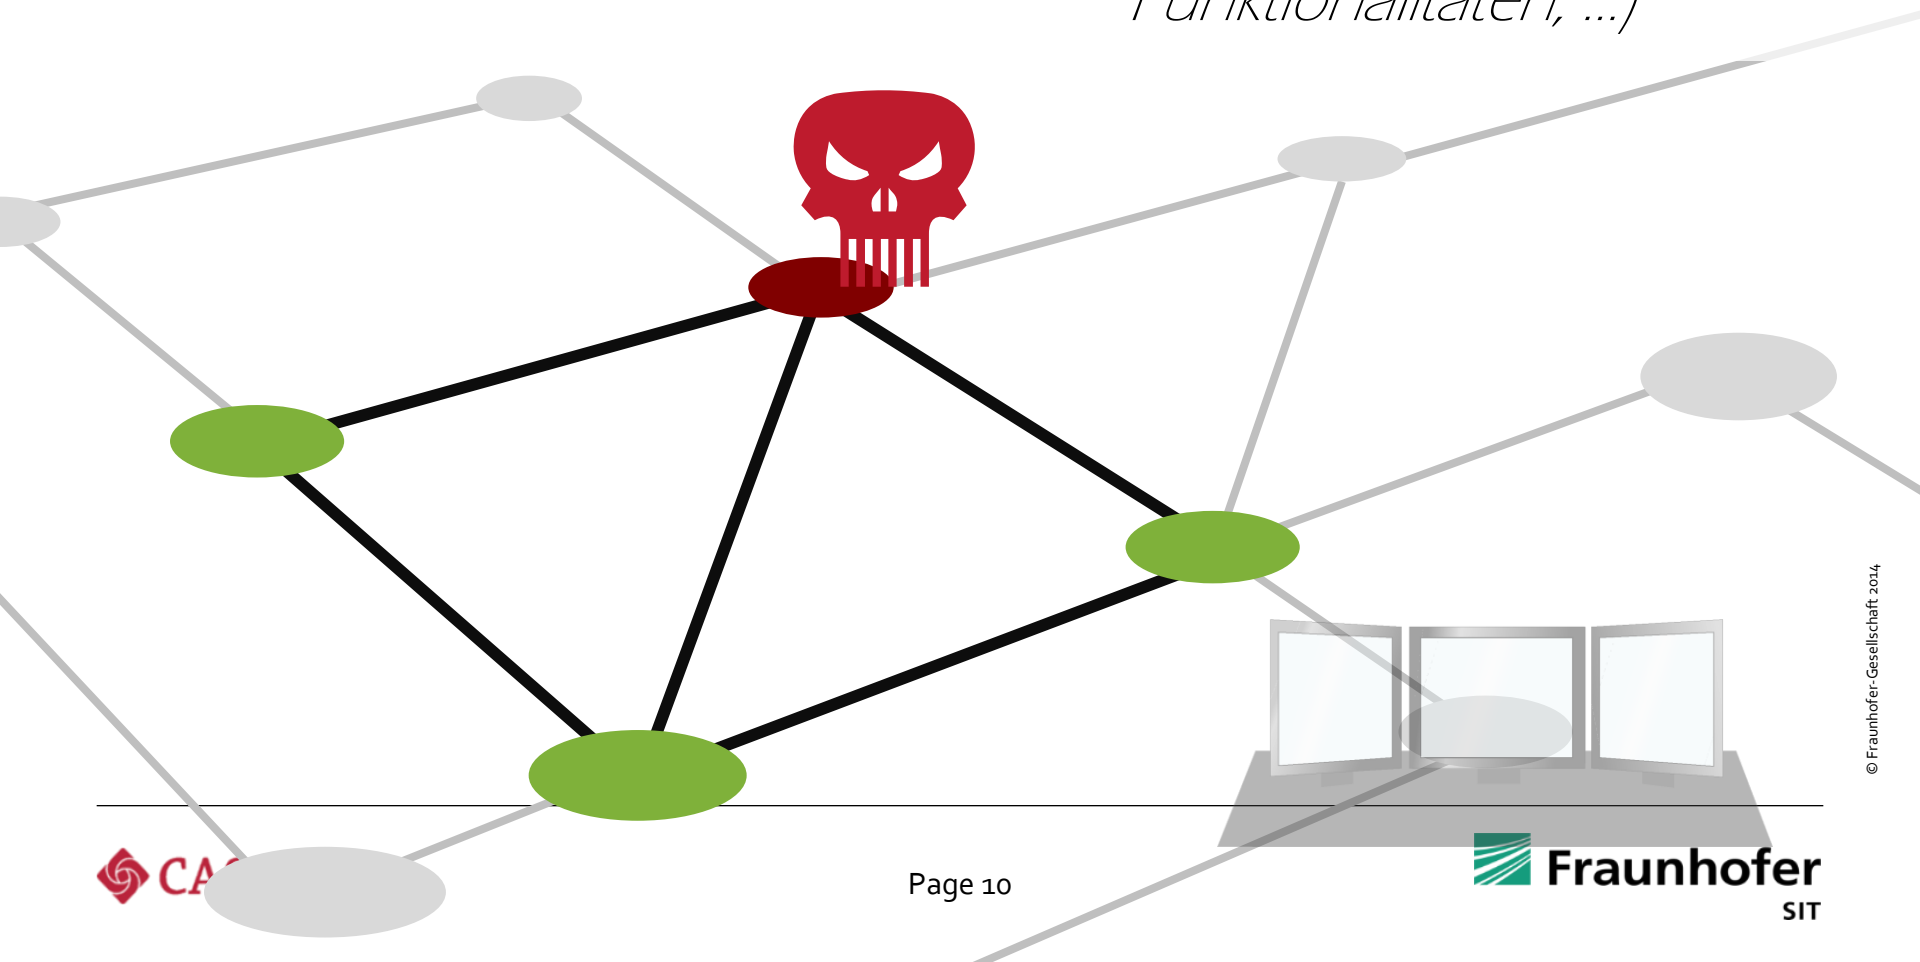 Funktionalitäten, ...)
© Fraunhofer-Gesellschaft 2014
Page 10
Fraunhofer
SIT